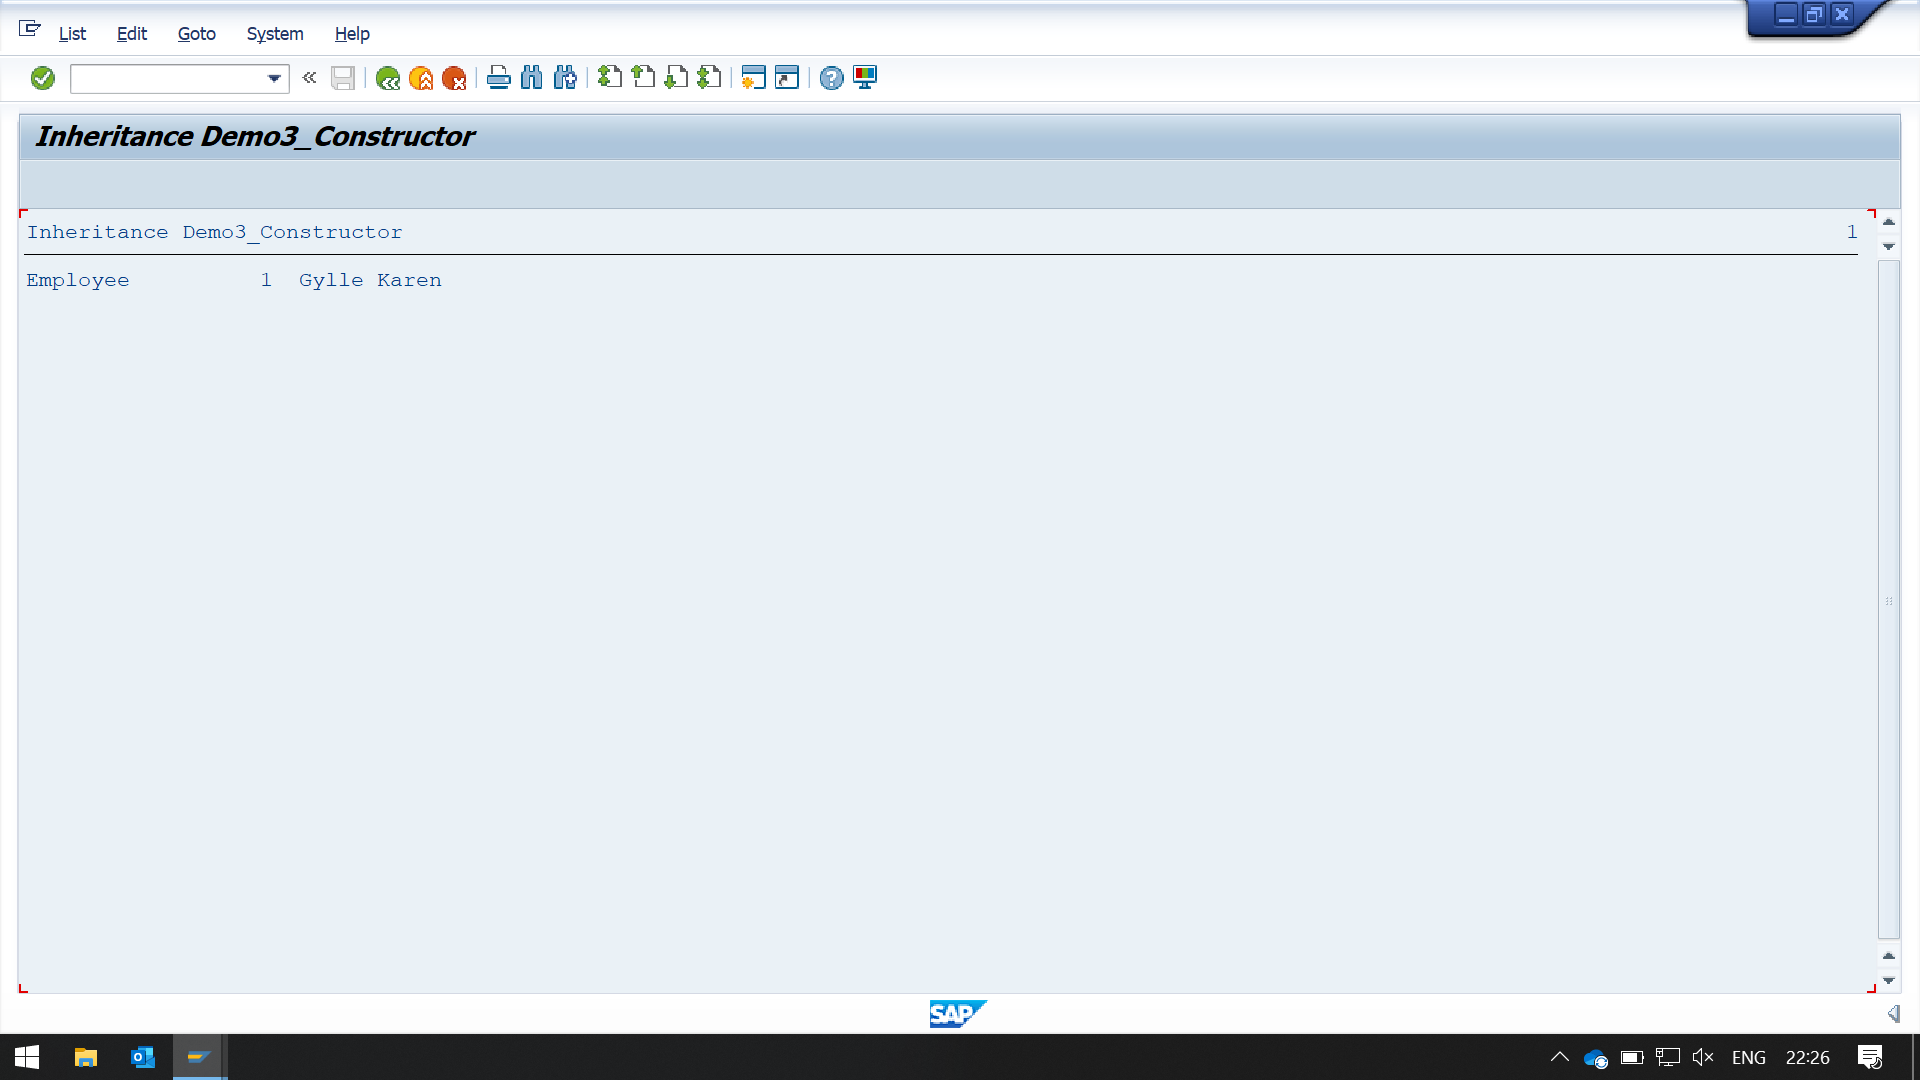 List Edit Goto System Help
Inheritance Demo3_Constructor
Inheritance Demo3_Constructor 1
Employee 1 Gylle Karen
SAP
ENG 22:26